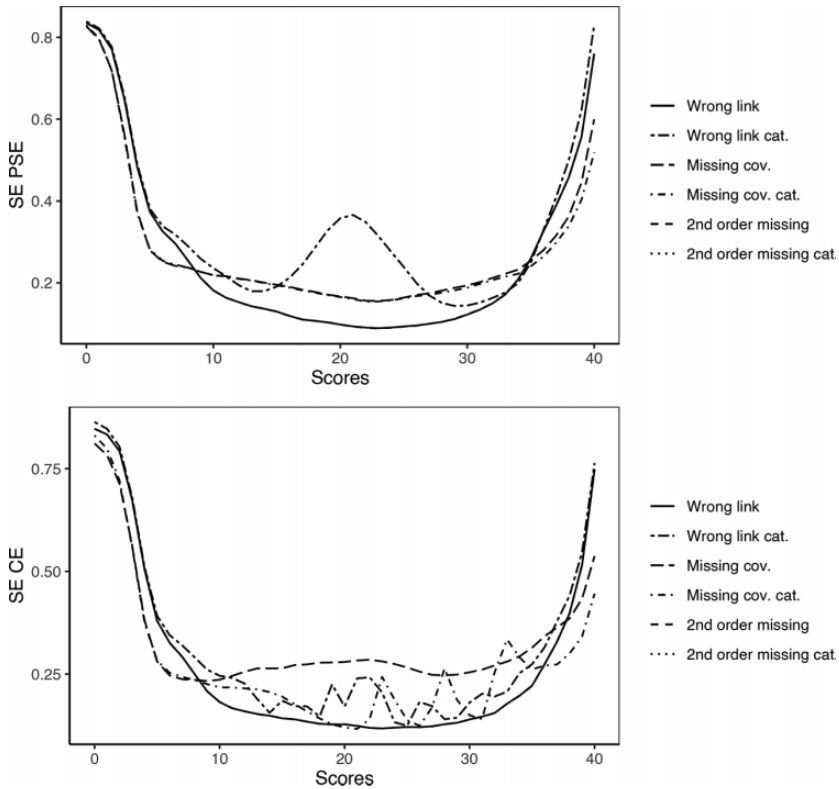 SE PSE
0.8
0.6
0.4
0.2
0
10
20
30
40
Scores
Wrong link
Wrong link cat.
Missing cov.
Missing cov. cat.
2nd order missing
2nd order missing cat.
SE CE
0.75
0.50
0.25
0
10
20
30
40
Scores
Wrong link
Wrong link cat.
Missing cov.
Missing cov. cat.
2nd order missing
2nd order missing cat.